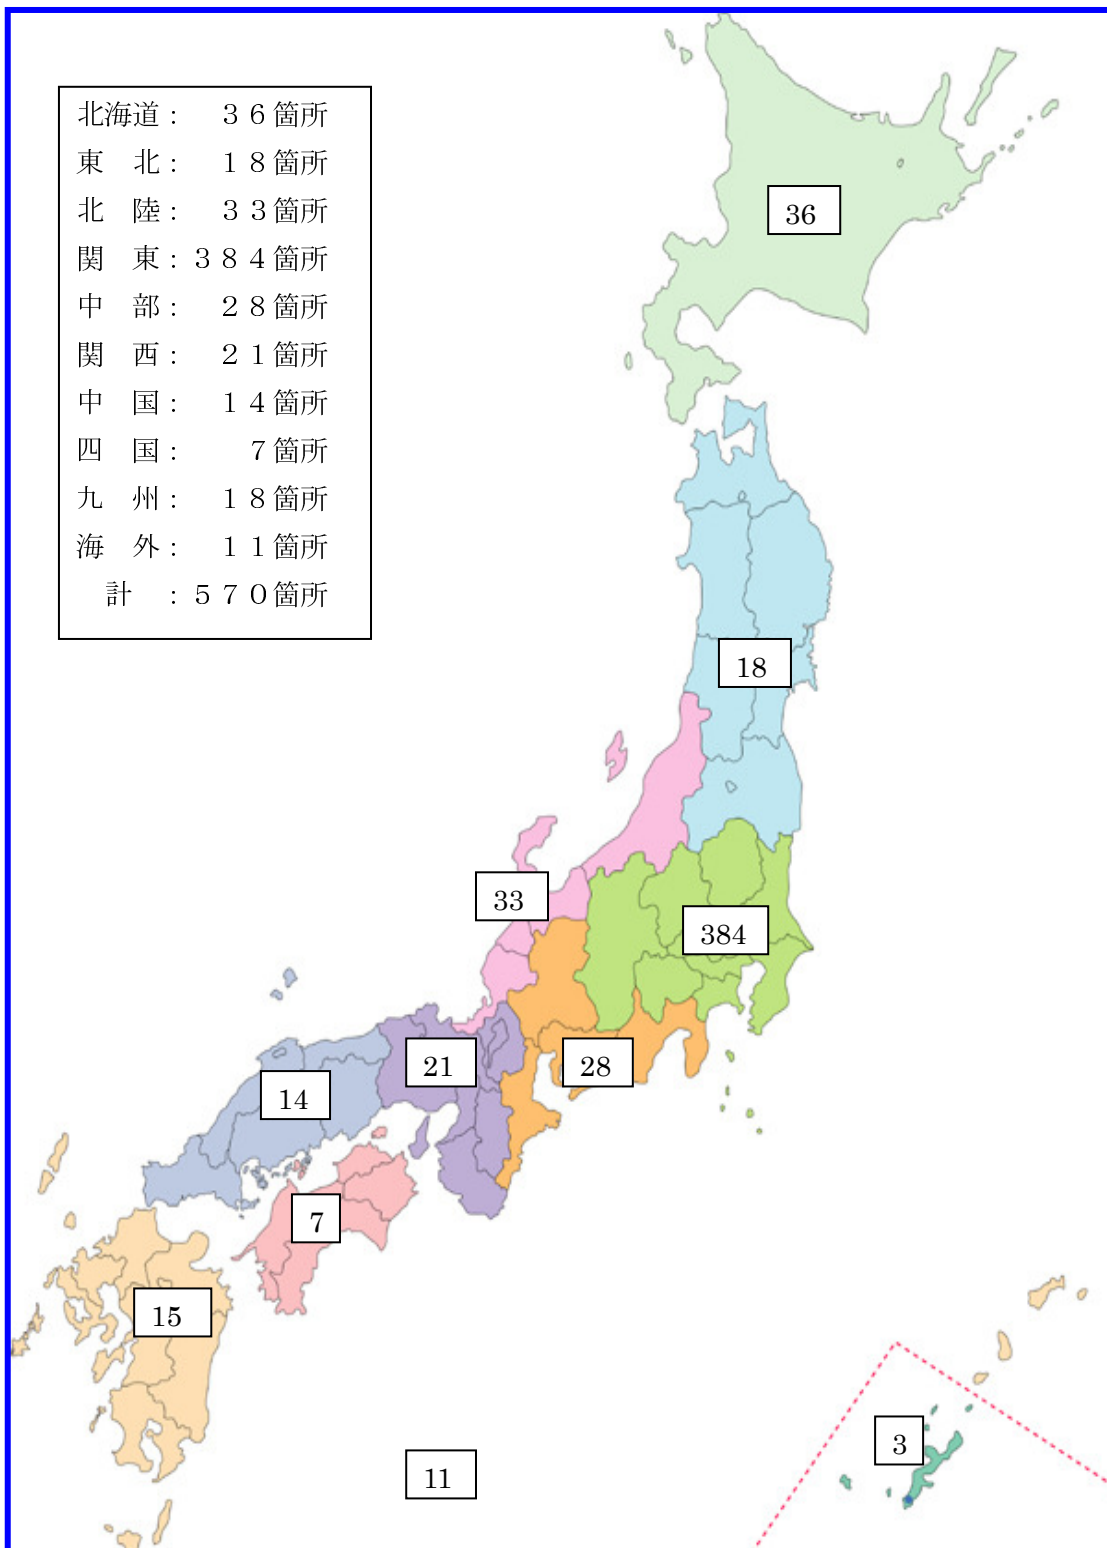 北海道： ３６箇所
東　北： １８箇所
北　陸： ３３箇所
関　東：３８４箇所
中　部： ２８箇所
関　西： ２１箇所
中　国： １４箇所
四　国： ７箇所
九　州： １８箇所
海　外： １１箇所
計　：５７０箇所
36
18
33
384
21
28
14
7
15
3
11